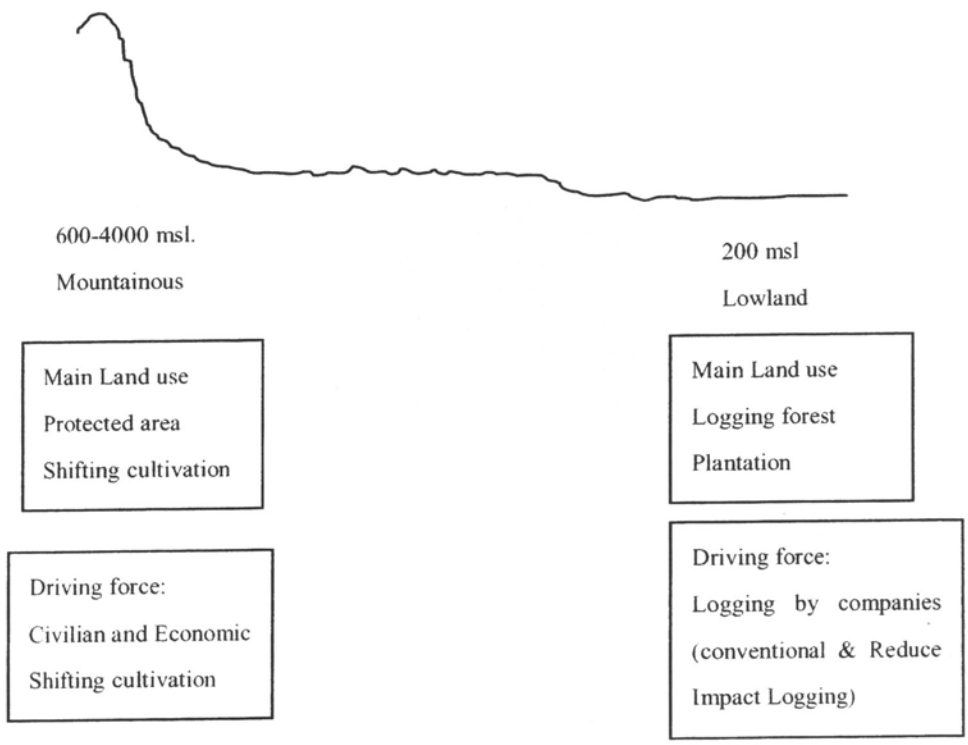 600-4000 msl.
Mountainous
200 msl
Lowland
Main Land use
Protected area
Shifting cultivation
Main Land use
Logging forest
Plantation
Driving force:
Civilian and Economic
Shifting cultivation
Driving force:
Logging by companies
(conventional & Reduce
Impact Logging)